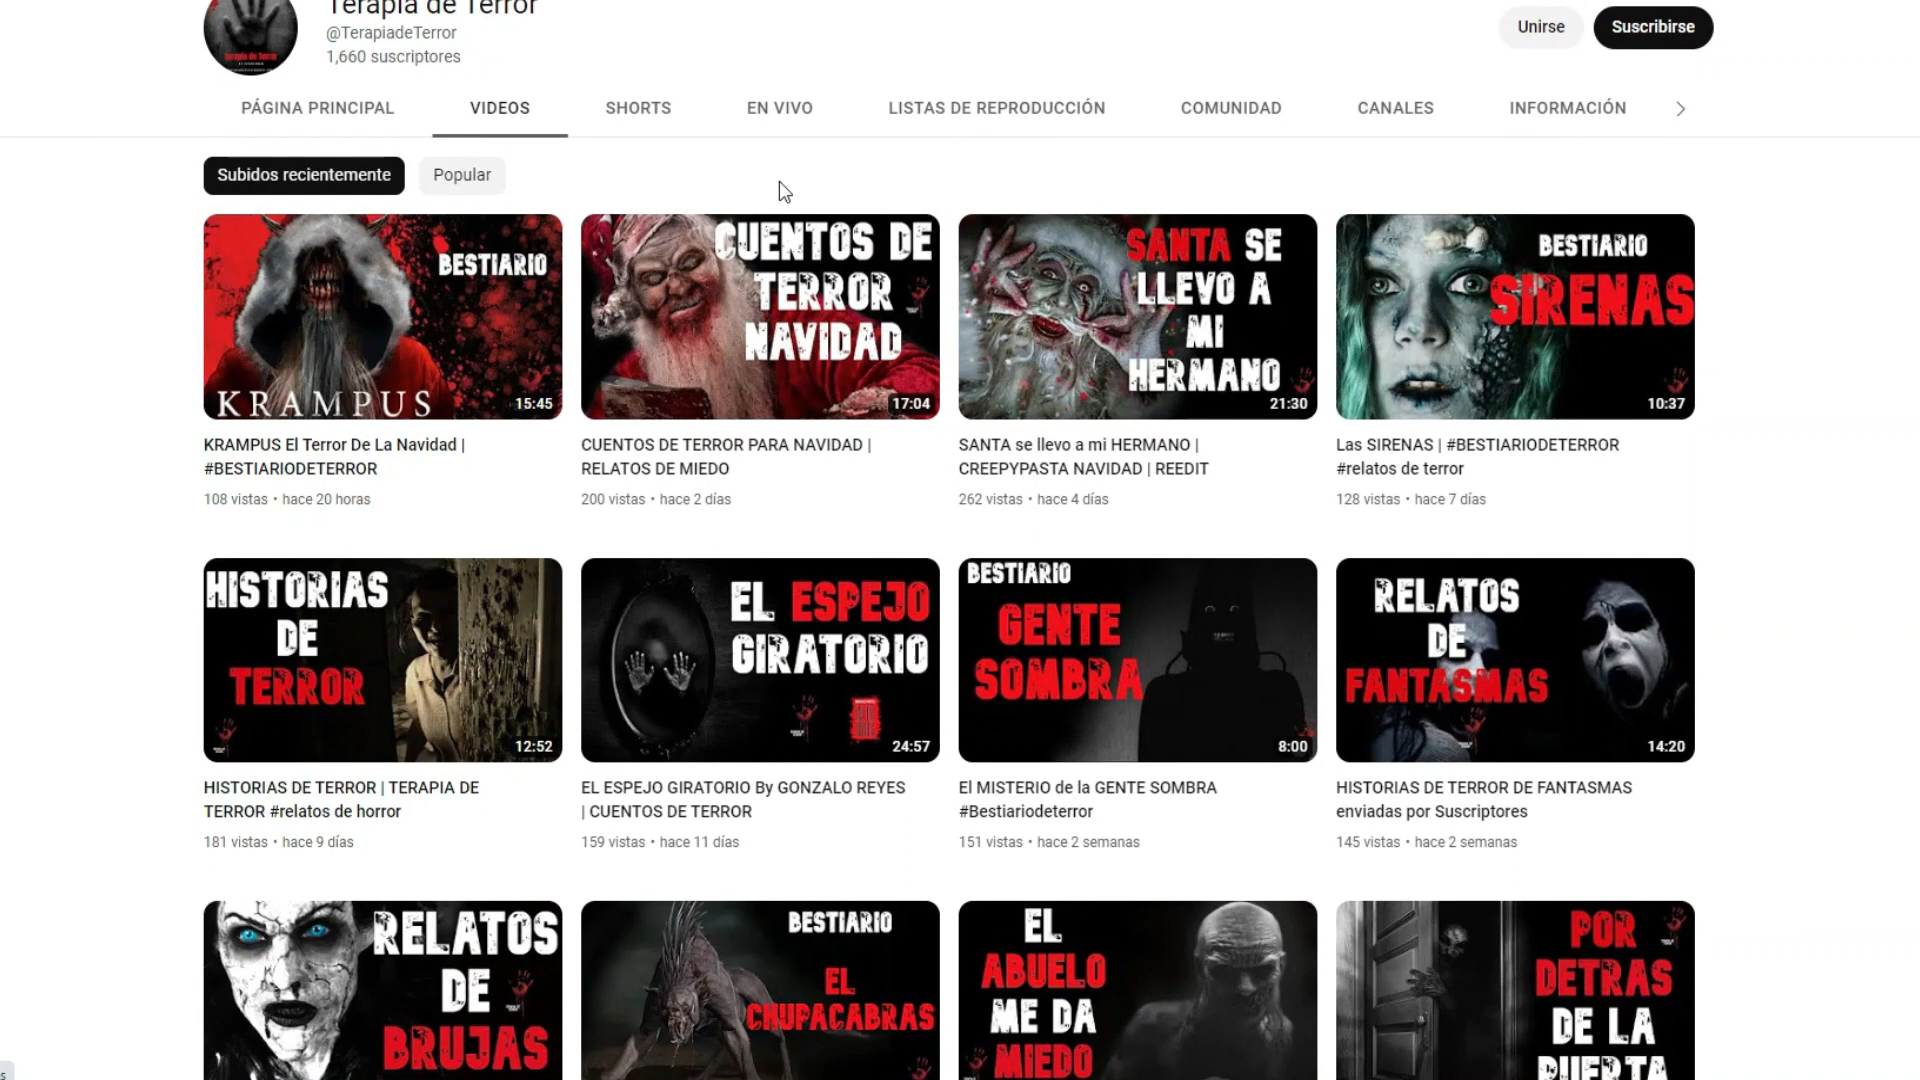 Terapia de Terror
@TerapiadeTerror
1,660 suscriptores
Unirse
Suscribirse
PÁGINA PRINCIPAL
VIDEOS
SHORTS
EN VIVO
LISTAS DE REPRODUCCIÓN
COMUNIDAD
CANALES
INFORMACIÓN
Subidos recientemente
Popular
BESTIARIO
KRAMPUS
15:45
CUENTOS DE
TERROR
NAVIDAD
17:04
SANTA SE
LLEVO A
MI
HERMANO
21:30
BESTIARIO
SIRENAS
10:37
KRAMPUS El Terror De La Navidad |
#BESTIARIODETERROR
108 vistas • hace 20 horas
CUENTOS DE TERROR PARA NAVIDAD |
RELATOS DE MIEDO
200 vistas • hace 2 días
SANTA se llevo a mi HERMANO |
CREEPYPASTA NAVIDAD | REEDIT
262 vistas • hace 4 días
Las SIRENAS | #BESTIARIODETERROR
#relatos de terror
128 vistas • hace 7 días
HISTORIAS
DE
TERROR
12:52
EL ESPEJO
GIRATORIO
24:57
BESTIARIO
GENTE
SOMBRA
8:00
RELATOS
DE
FANTASMAS
14:20
HISTORIAS DE TERROR | TERAPIA DE
TERROR #relatos de horror
181 vistas • hace 9 días
EL ESPEJO GIRATORIO By GONZALO REYES
| CUENTOS DE TERROR
159 vistas • hace 11 días
El MISTERIO de la GENTE SOMBRA
#Bestiariodeterror
151 vistas • hace 2 semanas
HISTORIAS DE TERROR DE FANTASMAS
enviadas por Suscriptores
145 vistas • hace 2 semanas
RELATOS
DE
BRUJAS
BESTIARIO
EL
CHUPACABRAS
EL
ABUELO
ME DA
MIEDO
POR
DETRAS
DE LA
PUERTA